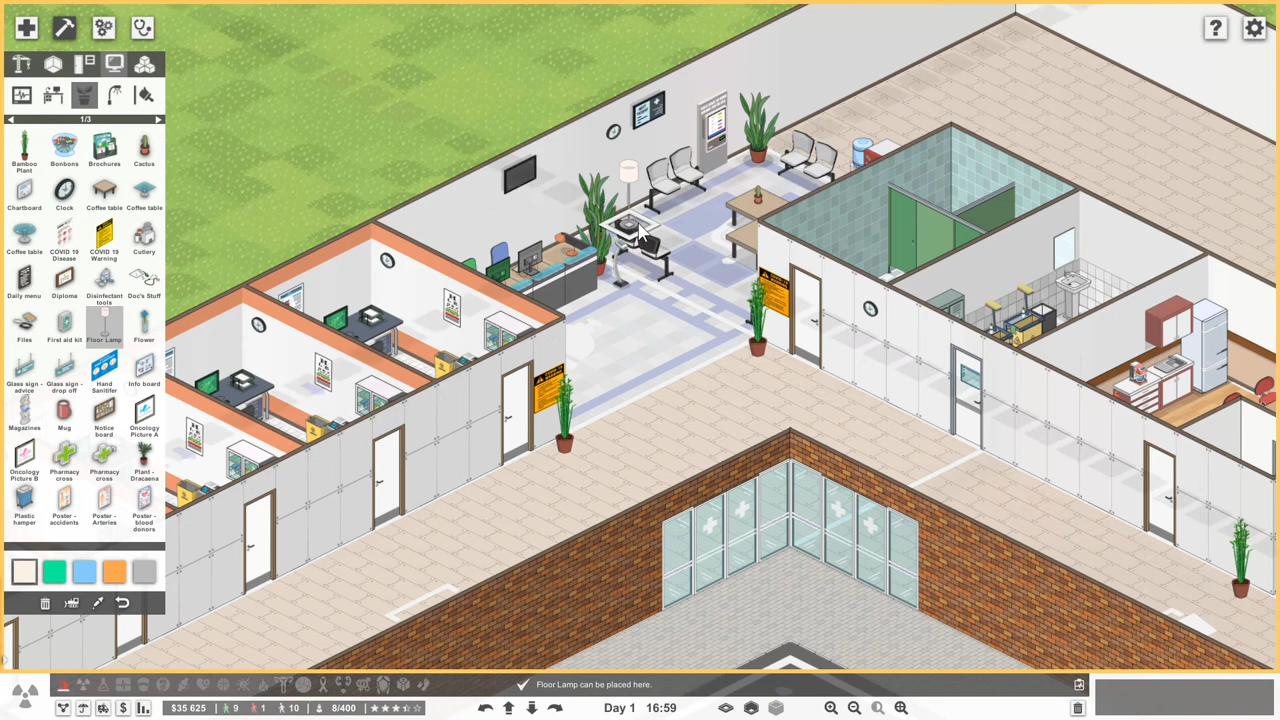 ?
1/3
Bamboo Plant
Bonbons
Brochures
Cactus
Chartboard
Clock
Coffee table
Coffee table
Coffee table
COVID 19 Disease
COVID 19 Warning
Cutlery
Daily menu
Diploma
Disinfectant tools
Doc's Stuff
Files
First aid kit
Floor Lamp
Flower
Glass sign - advice
Glass sign - drop off
Hand Sanitifer
Info board
Magazines
Mug
Notice board
Oncology Picture A
Oncology Picture B
Pharmacy cross
Pharmacy cross
Plant - Dracaena
Plastic hamper
Poster - accidents
Poster - Arteries
Poster - blood donors
Floor Lamp can be placed here.
$35 625
9
1
10
8/400
Day 1 16:59